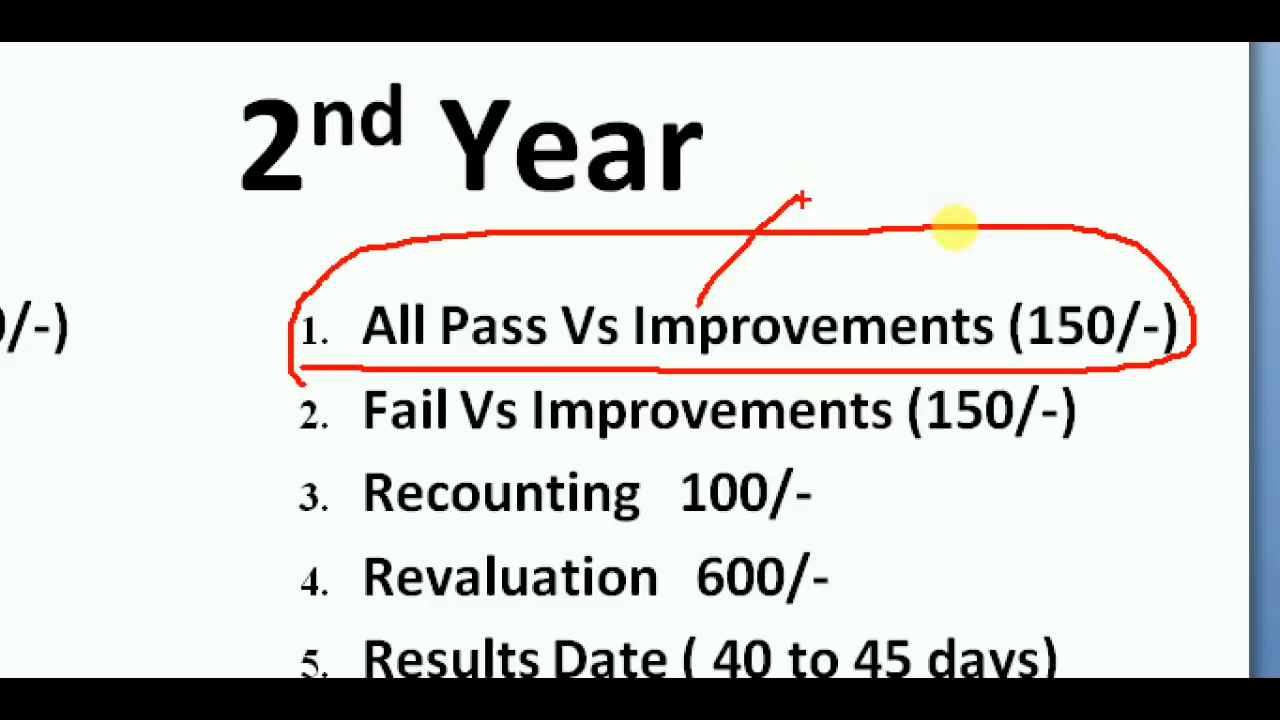 2nd Year
0/-)
1. All Pass Vs Improvements (150/-)
2. Fail Vs Improvements (150/-)
3. Recounting 100/-
4. Revaluation 600/-
5. Results Date ( 40 to 45 days)